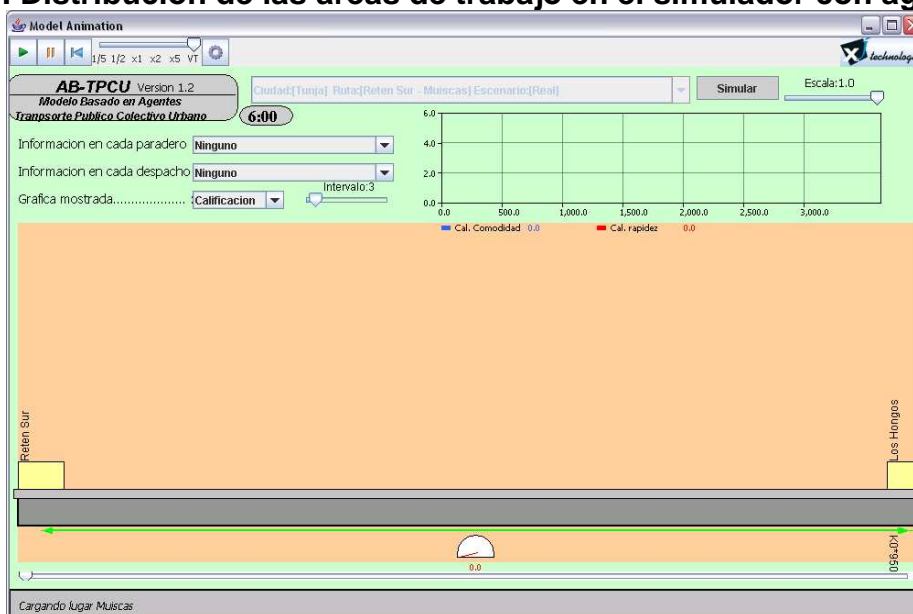 Distribución de las áreas de trabajo en el simulador con
Model Animation
1/5 1/2 x1 x2 x5 VT
technolog
AB-TPCU Version 1.2
Modelo Basado en Agentes
Tranpsorte Publico Colectivo Urbano
6:00
Ciudad:[Tunja] Ruta:[Reten Sur - Muiscas] Escenario:[Real]
Simular
Escala:1.0
Informacion en cada paradero Ninguno
Informacion en cada despacho Ninguno
Grafica mostrada................... : Calificacion
Intervalo:3
6.0
4.0
2.0
0.0
0.0 500.0 1,000.0 1,500.0 2,000.0 2,500.0 3,000.0
Cal. Comodidad 0.0 Cal. rapidez 0.0
Reten Sur
Los Hongos
0.0
K0+950
Cargando lugar Muiscas